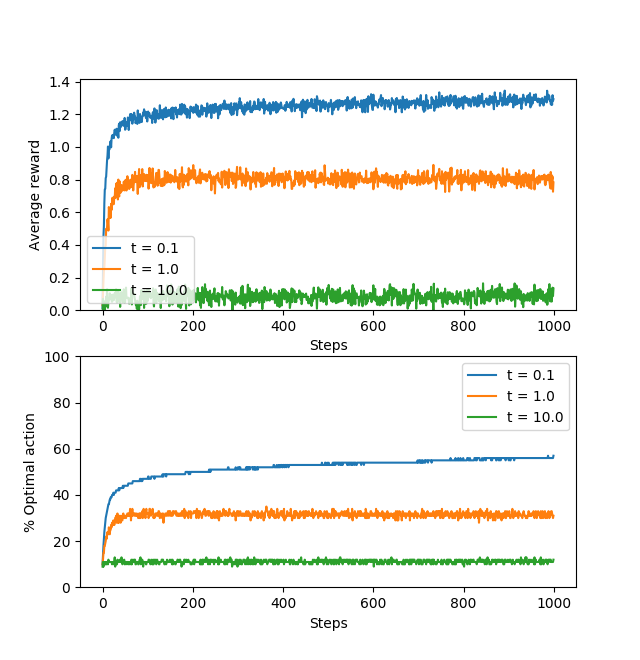 1.4
1.2
1.0
0.8
0.6
0.4
0.2
0.0
Average reward
t = 0.1
t = 1.0
t = 10.0
0 200 400 600 800 1000
Steps
100
80
60
40
20
0
% Optimal action
t = 0.1
t = 1.0
t = 10.0
0 200 400 600 800 1000
Steps